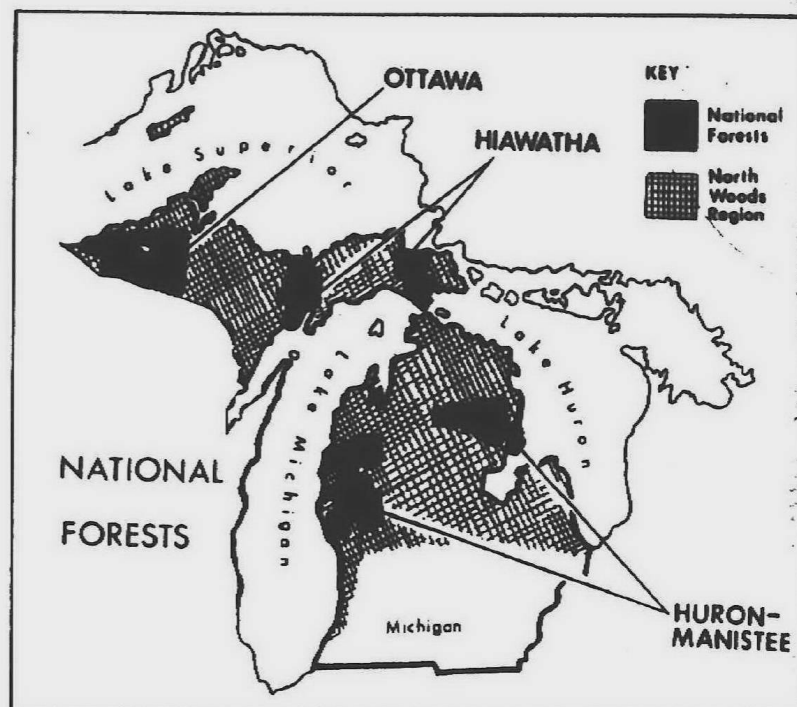 OTTAWA
HIAWATHA
KEY
National
Forests
North
Woods
Region
Lake Superior
Lake Huron
Lake Michigan
NATIONAL
FORESTS
Michigan
HURON-
MANISTEE